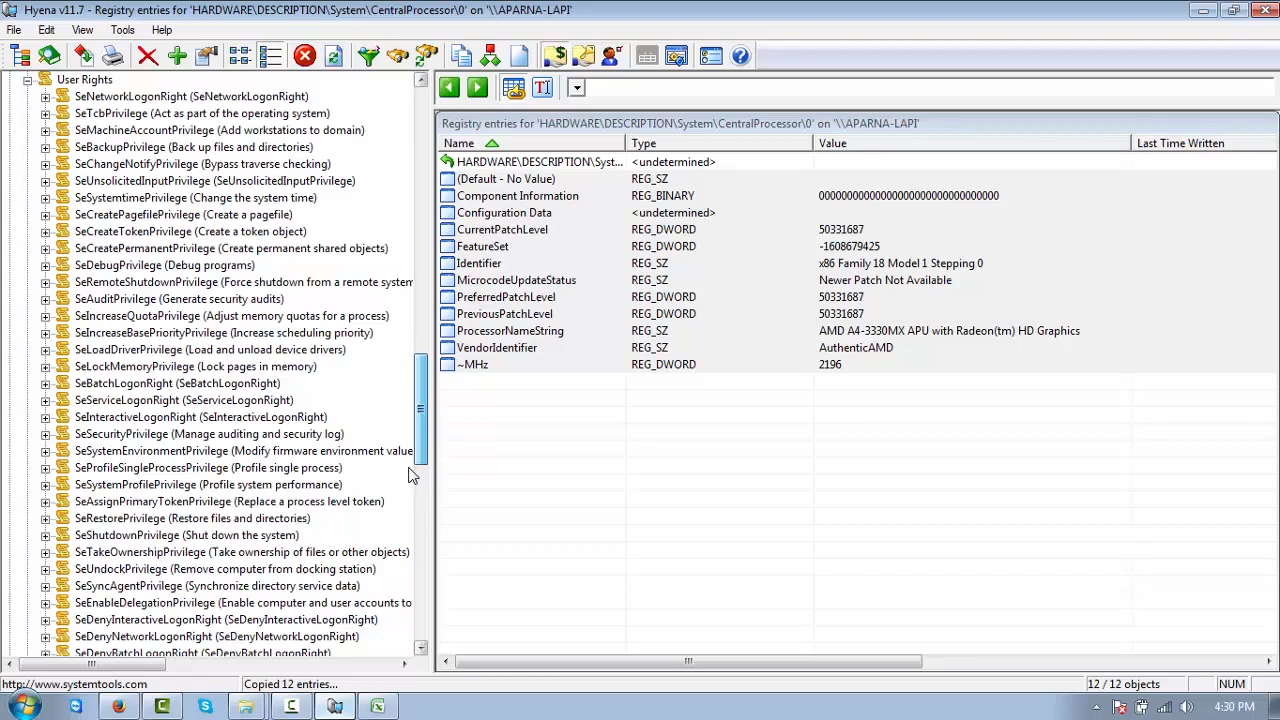 Hyena v11.7 - Registry entries for 'HARDWARE\DESCRIPTION\System\CentralProcessor\0' on '\\APARNA-LAPI'
File Edit View Tools Help
User Rights
SeNetworkLogonRight (SeNetworkLogonRight)
SeTcbPrivilege (Act as part of the operating system)
SeMachineAccountPrivilege (Add workstations to domain)
SeBackupPrivilege (Back up files and directories)
SeChangeNotifyPrivilege (Bypass traverse checking)
SeUnsolicitedInputPrivilege (SeUnsolicitedInputPrivilege)
SeSystemtimePrivilege (Change the system time)
SeCreatePagefilePrivilege (Create a pagefile)
SeCreateTokenPrivilege (Create a token object)
SeCreatePermanentPrivilege (Create permanent shared objects)
SeDebugPrivilege (Debug programs)
SeRemoteShutdownPrivilege (Force shutdown from a remote system
SeAuditPrivilege (Generate security audits)
SeIncreaseQuotaPrivilege (Adjust memory quotas for a process)
SeIncreaseBasePriorityPrivilege (Increase scheduling priority)
SeLoadDriverPrivilege (Load and unload device drivers)
SeLockMemoryPrivilege (Lock pages in memory)
SeBatchLogonRight (SeBatchLogonRight)
SeServiceLogonRight (SeServiceLogonRight)
SeInteractiveLogonRight (SeInteractiveLogonRight)
SeSecurityPrivilege (Manage auditing and security log)
SeSystemEnvironmentPrivilege (Modify firmware environment value
SeProfileSingleProcessPrivilege (Profile single process)
SeSystemProfilePrivilege (Profile system performance)
SeAssignPrimaryTokenPrivilege (Replace a process level token)
SeRestorePrivilege (Restore files and directories)
SeShutdownPrivilege (Shut down the system)
SeTakeOwnershipPrivilege (Take ownership of files or other objects)
SeUndockPrivilege (Remove computer from docking station)
SeSyncAgentPrivilege (Synchronize directory service data)
SeEnableDelegationPrivilege (Enable computer and user accounts to
SeDenyInteractiveLogonRight (SeDenyInteractiveLogonRight)
SeDenyNetworkLogonRight (SeDenyNetworkLogonRight)
SeDenyBatchLogonRight (SeDenyBatchLogonRight)
Registry entries for 'HARDWARE\DESCRIPTION\System\CentralProcessor\0' on '\\APARNA-LAPI'
Name Type Value Last Time Written
HARDWARE\DESCRIPTION\Syst... <undetermined>
(Default - No Value) REG_SZ
Component Information REG_BINARY 00000000000000000000000000000000
Configuration Data <undetermined>
CurrentPatchLevel REG_DWORD 50331687
FeatureSet REG_DWORD -1608679425
Identifier REG_SZ x86 Family 18 Model 1 Stepping 0
MicrocodeUpdateStatus REG_SZ Newer Patch Not Available
PreferredPatchLevel REG_DWORD 50331687
PreviousPatchLevel REG_DWORD 50331687
ProcessorNameString REG_SZ AMD A4-3330MX APU with Radeon(tm) HD Graphics
VendorIdentifier REG_SZ AuthenticAMD
~MHz REG_DWORD 2196
http://www.systemtools.com Copied 12 entries... 12 / 12 objects NUM
4:30 PM